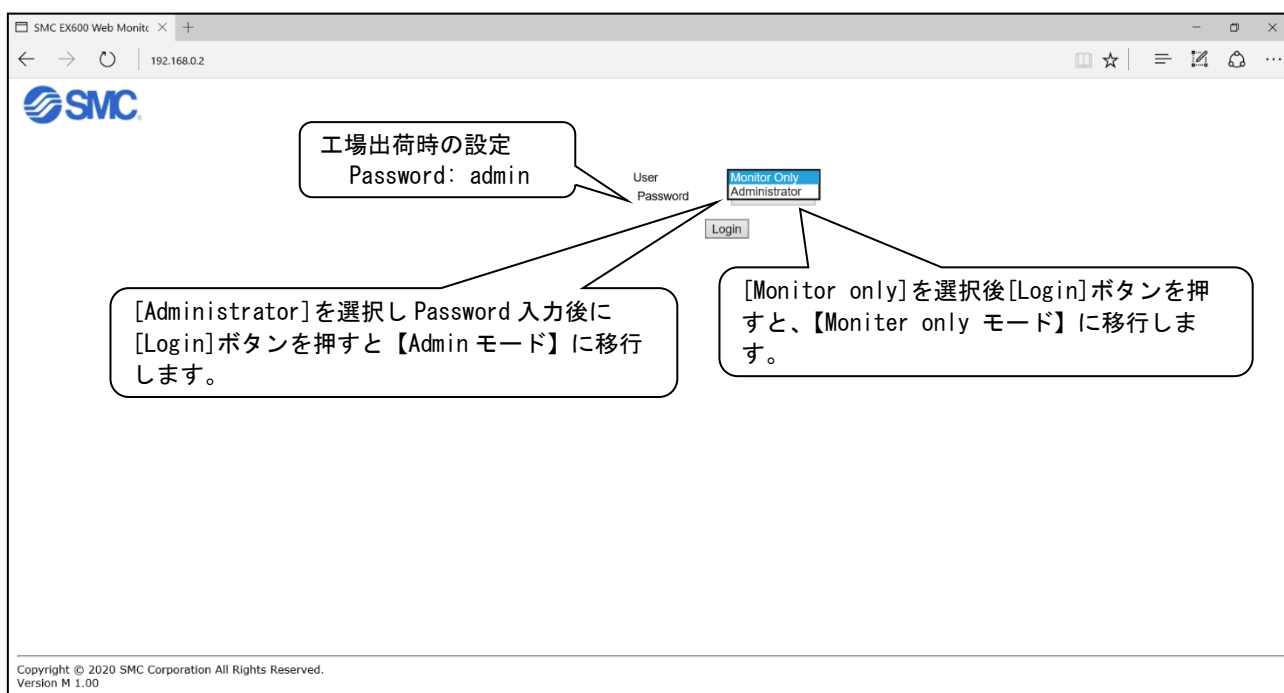 SMC EX600 Web Monitc
192.168.0.2
SMC
工場出荷時の設定
Password: admin
User
Monitor Only
Administrator
Password
Login
[Administrator]を選択し Password 入力後に
[Login]ボタンを押すと【Admin モード】に移行
します。
[Monitor only]を選択後[Login]ボタンを押
すと、【Moniter only モード】に移行しま
す。
Copyright © 2020 SMC Corporation All Rights Reserved.
Version M 1.00